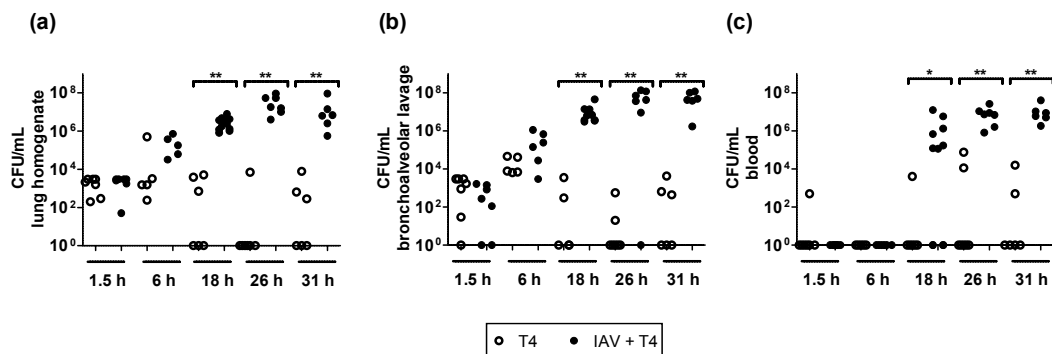 (a)
CFU/mL
lung homogenate
10⁸
10⁶
10⁴
10²
10⁰
** ** **
1.5 h 6 h 18 h 26 h 31 h
(b)
CFU/mL
bronchoalveolar lavage
10⁸
10⁶
10⁴
10²
10⁰
** ** **
1.5 h 6 h 18 h 26 h 31 h
(c)
CFU/mL
blood
10⁸
10⁶
10⁴
10²
10⁰
* ** **
1.5 h 6 h 18 h 26 h 31 h
T4 IAV + T4